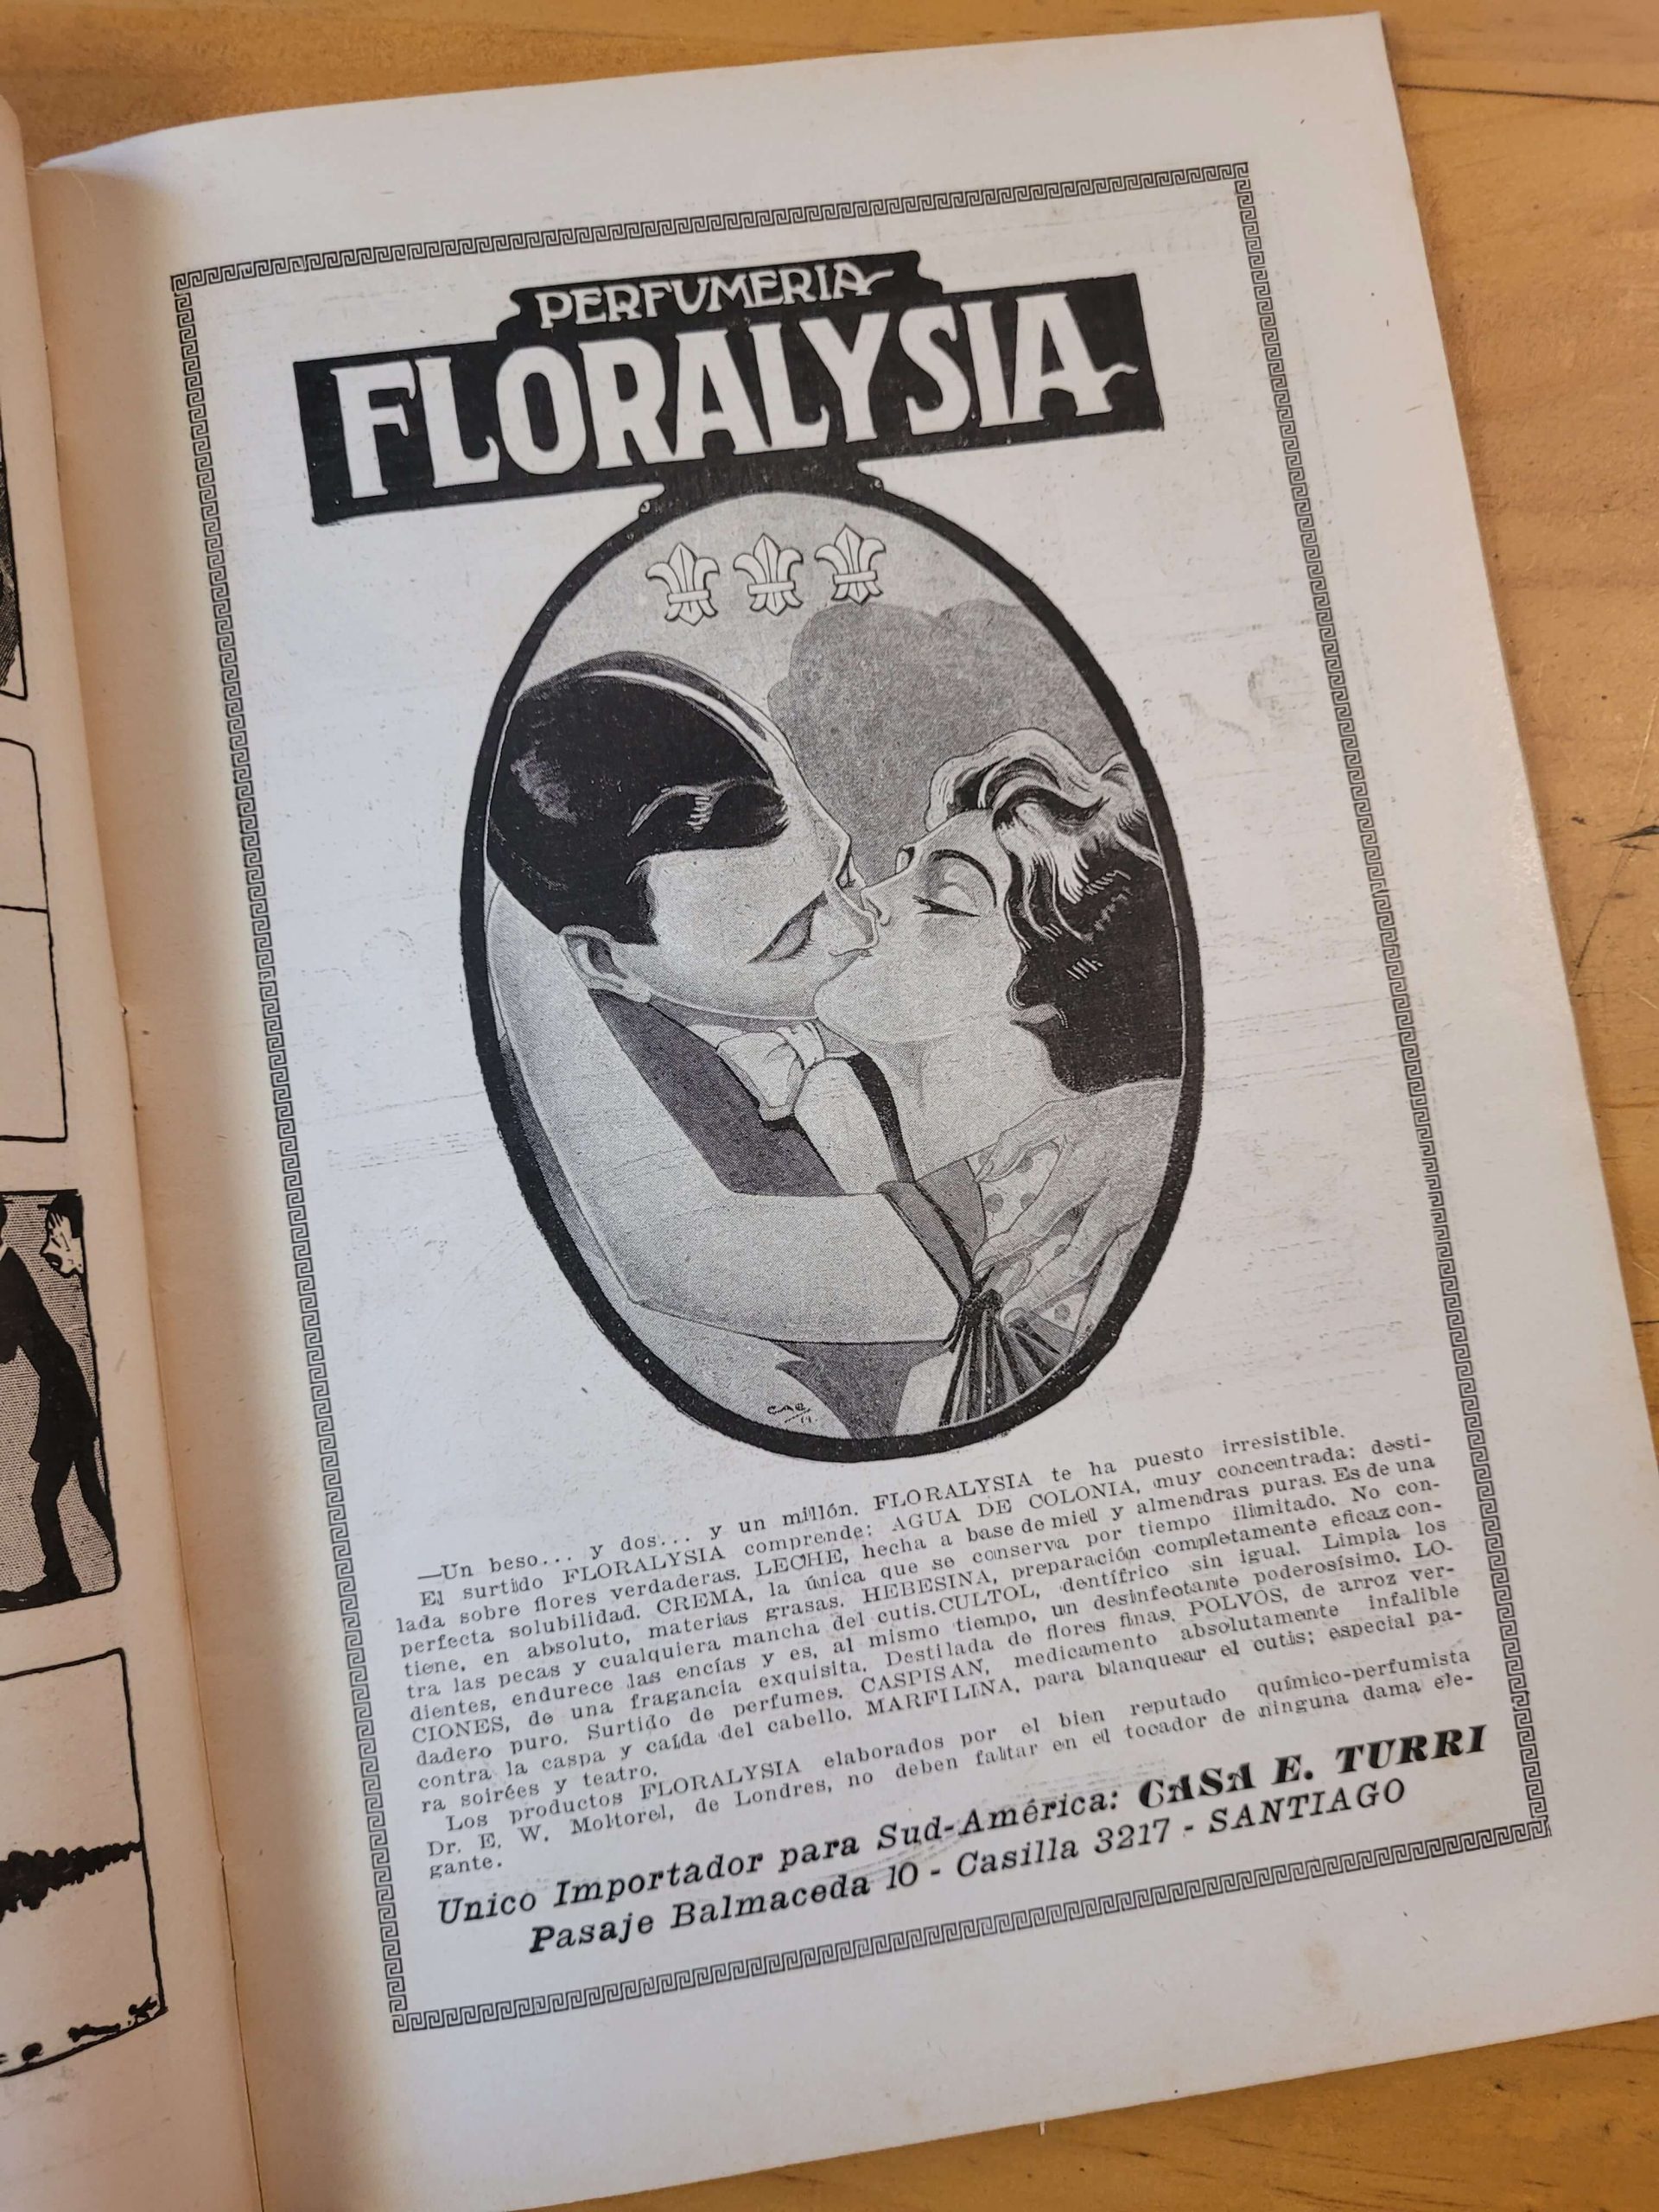 PERFUMERIA
FLORALYSIA
—Un beso... y dos... y un millón. FLORALYSIA te ha puesto irresistible.
El surtido FLORALYSIA comprende: AGUA DE COLONIA, muy concentrada; desti-
lada sobre flores verdaderas. LECHE, hecha a base de miel y almendras puras. Es de una
perfecta solubilidad. CREMA, la única que se conserva por tiempo ilimitado. No con-
tiene, en absoluto, materias grasas. HEBESINA, preparación completamente eficaz con-
tra las pecas y cualquiera mancha del cutis. CULTOL, dentífrico sin igual. Limpia los
dientes, endurece las encías y es, al mismo tiempo, un desinfectante poderosísimo. LO-
CIONES, de una fragancia exquisita. Destilada de flores finas. POLVOS, de arroz ver-
dadero puro. Surtido de perfumes. CASPISAN, medicamento absolutamente infalible
contra la caspa y caída del cabello. MARFILINA, para blanquear el cutis; especial pa-
ra soirées y teatro.
Los productos FLORALYSIA elaborados por el bien reputado químico-perfumista
Dr. E. W. Moltorel, de Londres, no deben faltar en el tocador de ninguna dama ele-
gante.
Unico Importador para Sud-América: CASA E. TURRI
Pasaje Balmaceda 10 - Casilla 3217 - SANTIAGO